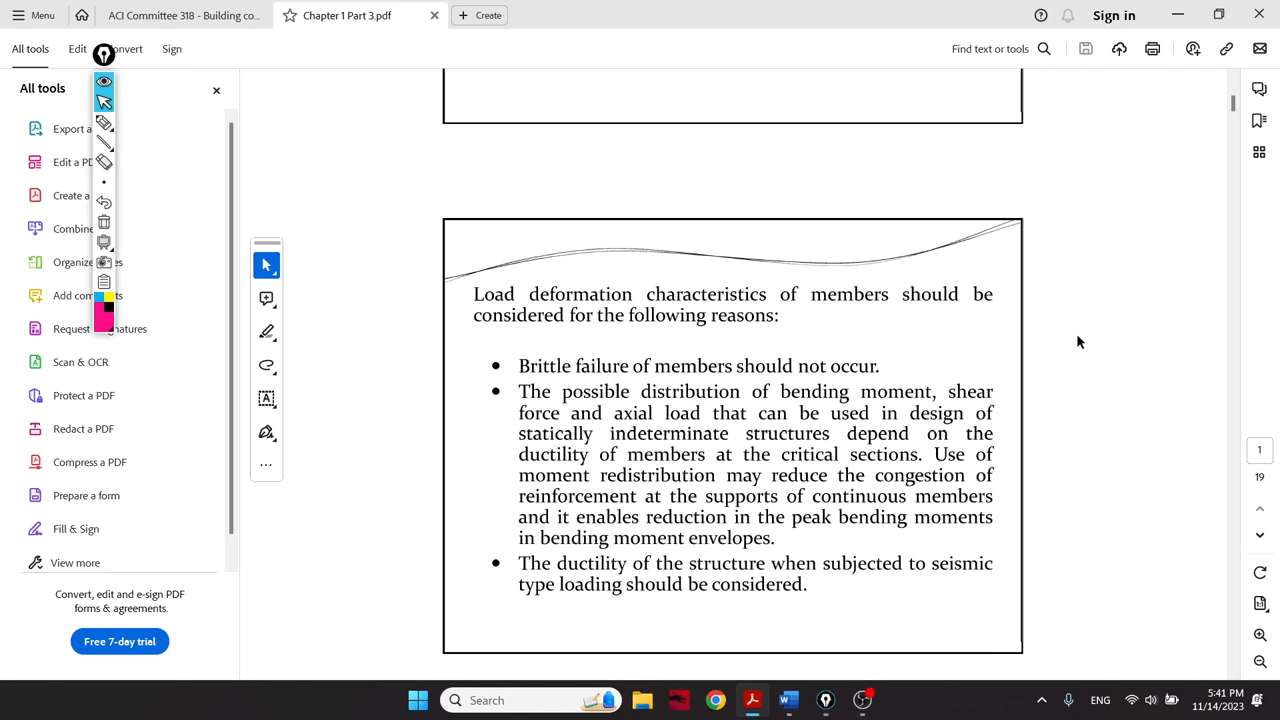 Menu
ACI Committee 318 - Building co...
Chapter 1 Part 3.pdf
Create
Sign in
All tools
Edit
onvert
Sign
Find text or tools
All tools
Export a
Edit a PD
Create a
Combine
Organize es
Add com ts
Request natures
Scan & OCR
Protect a PDF
Redact a PDF
Compress a PDF
Prepare a form
Fill & Sign
View more
Convert, edit and e-sign PDF
forms & agreements.
Free 7-day trial
Load deformation characteristics of members should be
considered for the following reasons:
• Brittle failure of members should not occur.
• The possible distribution of bending moment, shear
force and axial load that can be used in design of
statically indeterminate structures depend on the
ductility of members at the critical sections. Use of
moment redistribution may reduce the congestion of
reinforcement at the supports of continuous members
and it enables reduction in the peak bending moments
in bending moment envelopes.
• The ductility of the structure when subjected to seismic
type loading should be considered.
1
19
Search
ENG
5:41 PM
11/14/2023